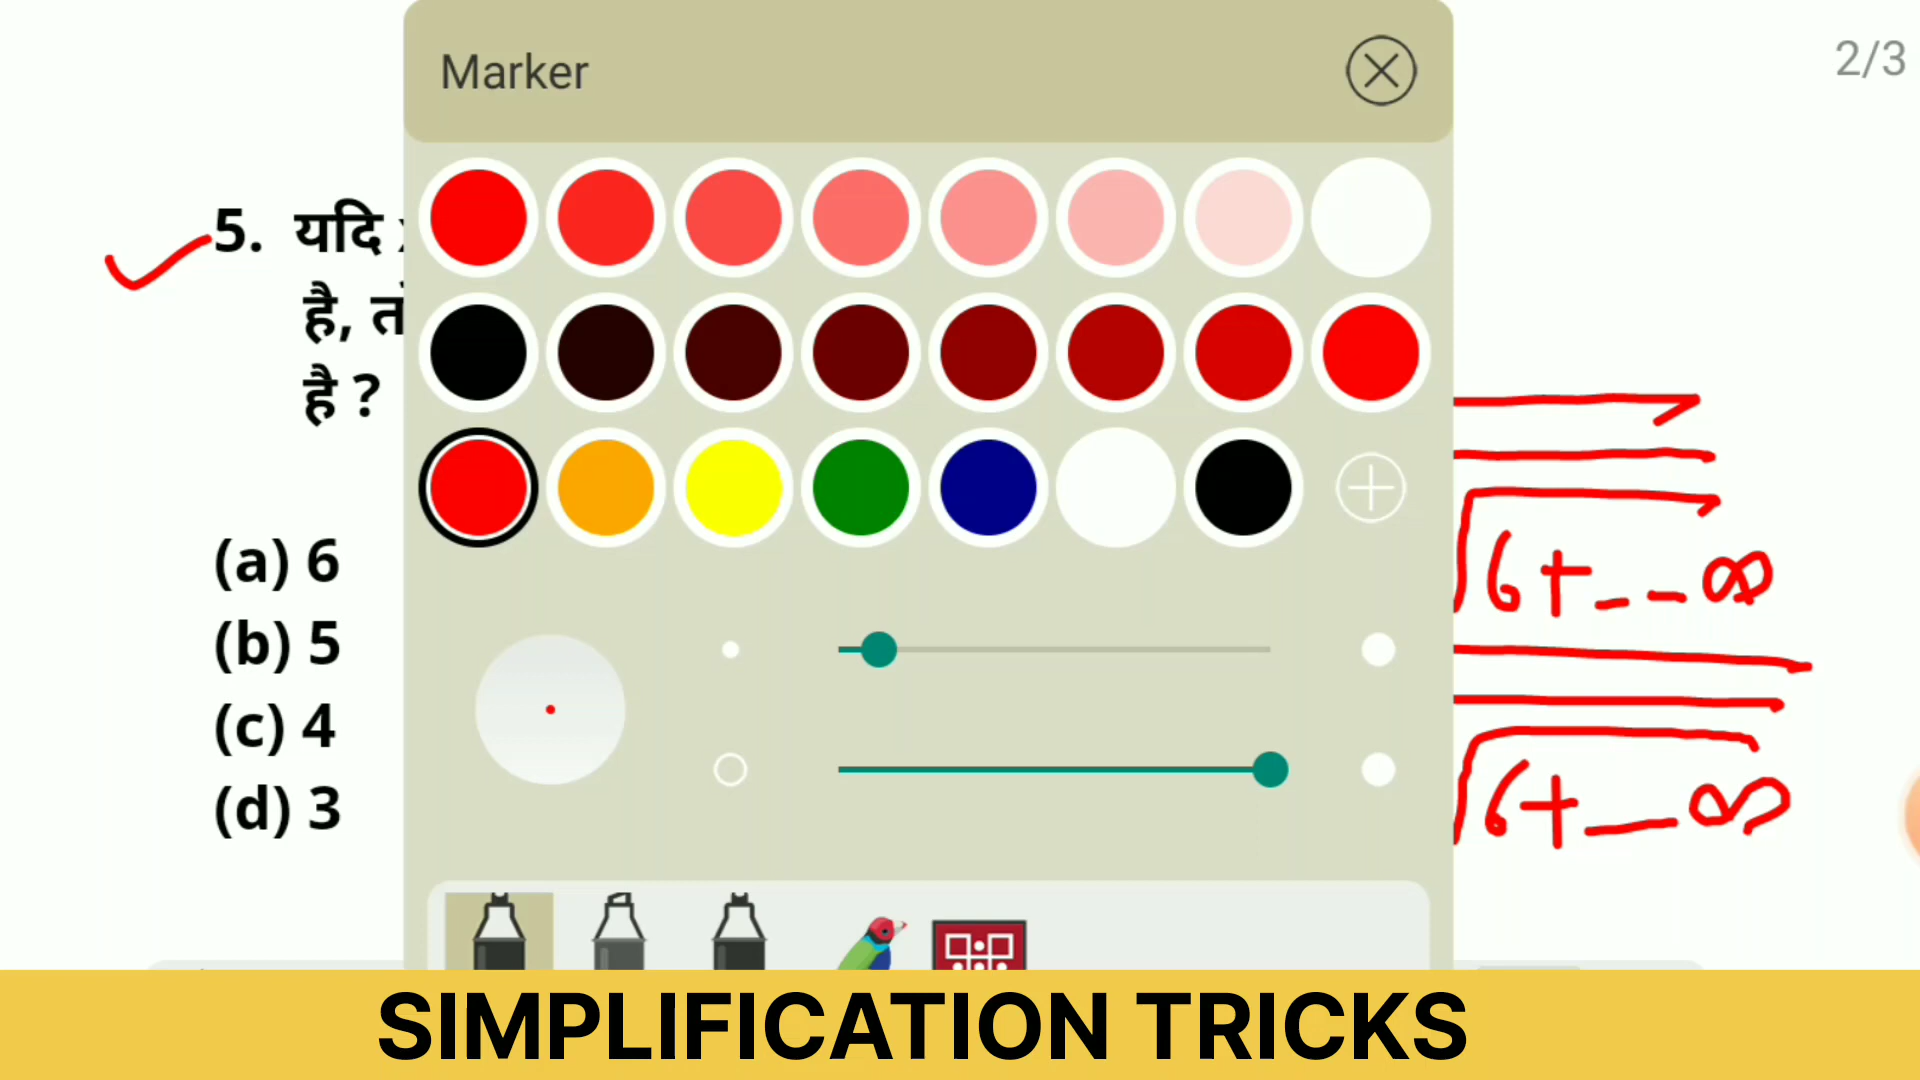 Marker
2/3
5. यदि
है, तो
है ?
(a) 6
(b) 5
(c) 4
(d) 3
√6+--∞
√6+—∞
SIMPLIFICATION TRICKS